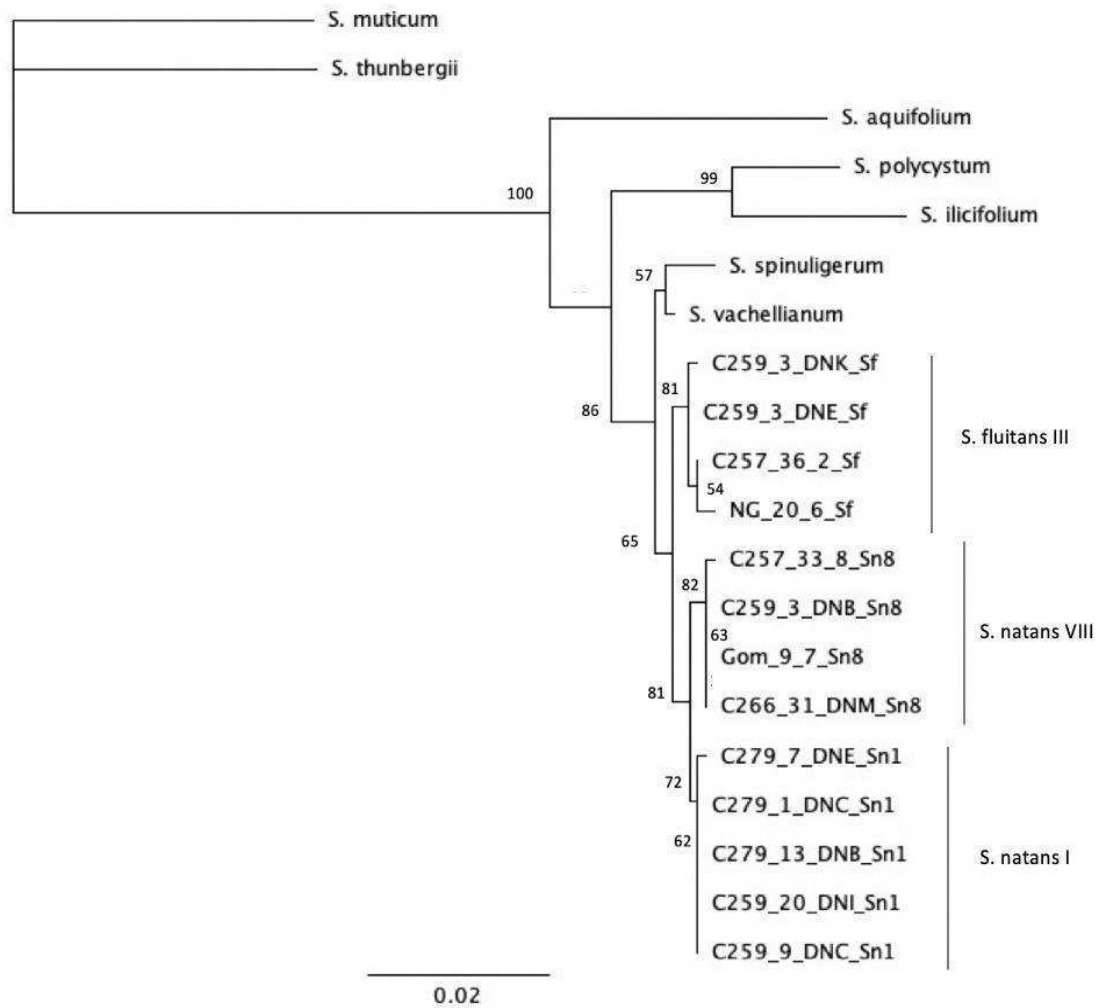 S. muticum
S. thunbergii
S. aquifolium
99
S. polycystum
100
S. ilicifolium
57
S. spinuligerum
S. vachellianum
C259_3_DNK_Sf
81
86
C259_3_DNE_Sf
S. fluitans III
C257_36_2_Sf
54
NG_20_6_Sf
65
C257_33_8_Sn8
82
C259_3_DNB_Sn8
63
S. natans VIII
Gom_9_7_Sn8
81
C266_31_DNM_Sn8
C279_7_DNE_Sn1
72
C279_1_DNC_Sn1
62
C279_13_DNB_Sn1
S. natans I
C259_20_DNI_Sn1
C259_9_DNC_Sn1
0.02